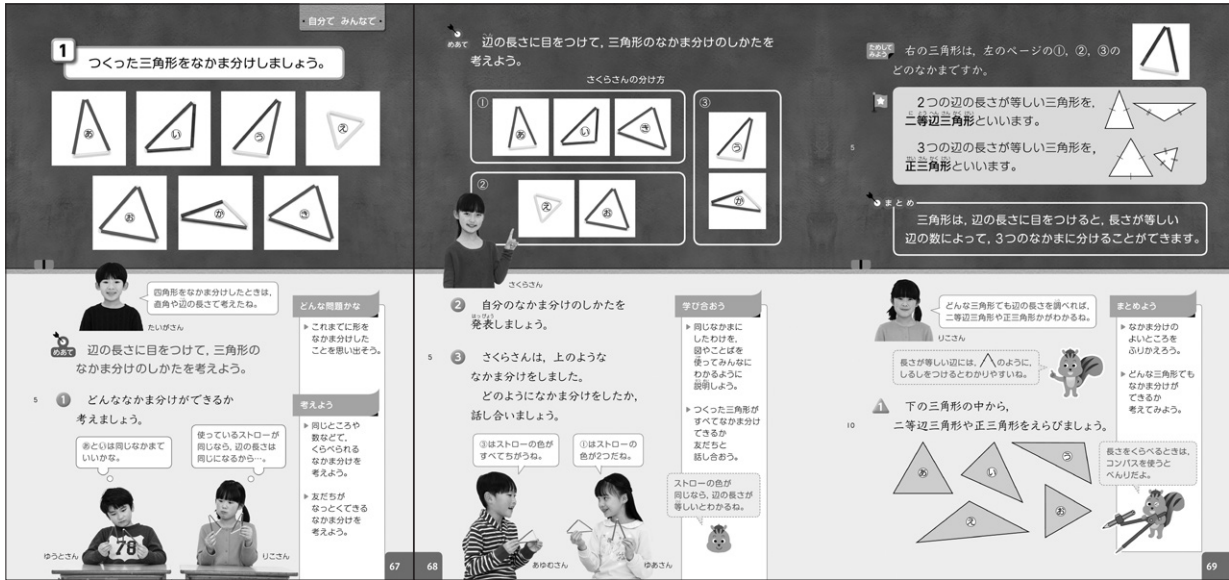 自分で みんなで
1
つくった三角形をなかま分けしましょう。
あ
い
う
え
お
か
き
四角形をなかま分けしたときは,
直角や辺の長さで考えたね。
たいがさん
めあて
辺の長さに目をつけて,三角形の
なかま分けのしかたを考えよう。
5
1 どんななかま分けができるか
考えましょう。
あといは同じなかまで
いいかな。
使っているストローが
同じなら,辺の長さは
同じになるから…。
78
ゆうとさん
りこさん
どんな問題かな
▶ これまでに形を
なかま分けした
ことを思い出そう。
考えよう
▶ 同じところや
数などで,
くらべられる
なかま分けを
考えよう。
▶ 友だちが
なっとくできる
なかま分けを
考えよう。
67
めあて
辺の長さに目をつけて,三角形のなかま分けのしかたを
考えよう。
さくらさんの分け方
①
あ
い
き
②
え
お
③
う
か
さくらさん
2 自分のなかま分けのしかたを
はっぴょう
発表しましょう。
5
3 さくらさんは,上のような
なかま分けをしました。
どのようになかま分けをしたか,
話し合いましょう。
③はストローの色が
すべてちがうね。
①はストローの
色が2つだね。
あゆむさん
ゆあさん
学び合おう
▶ 同じなかまに
したわけを,
図やことばを
使ってみんなに
わかるように
説明しよう。
▶ つくった三角形が
すべてなかま分け
できるか
友だちと
話し合おう。
ストローの色が
同じなら,辺の長さが
等しいとわかるね。
68
ためして
みよう
右の三角形は,左のページの①,②,③の
どのなかまですか。
2つの辺の長さが等しい三角形を,
二等辺三角形といいます。
5
3つの辺の長さが等しい三角形を,
正三角形といいます。
まとめ
三角形は,辺の長さに目をつけると,長さが等しい
辺の数によって,3つのなかまに分けることができます。
どんな三角形でも辺の長さを調べれば,
二等辺三角形や正三角形かがわかるね。
りこさん
長さが等しい辺には, のように,
しるしをつけるとわかりやすいね。
1 下の三角形の中から,
10
二等辺三角形や正三角形をえらびましょう。
あ
い
う
え
お
まとめよう
▶ なかま分けの
よいところを
ふりかえろう。
▶ どんな三角形でも
なかま分けが
できるか
考えてみよう。
長さをくらべるときは,
コンパスを使うと
べんりだよ。
69